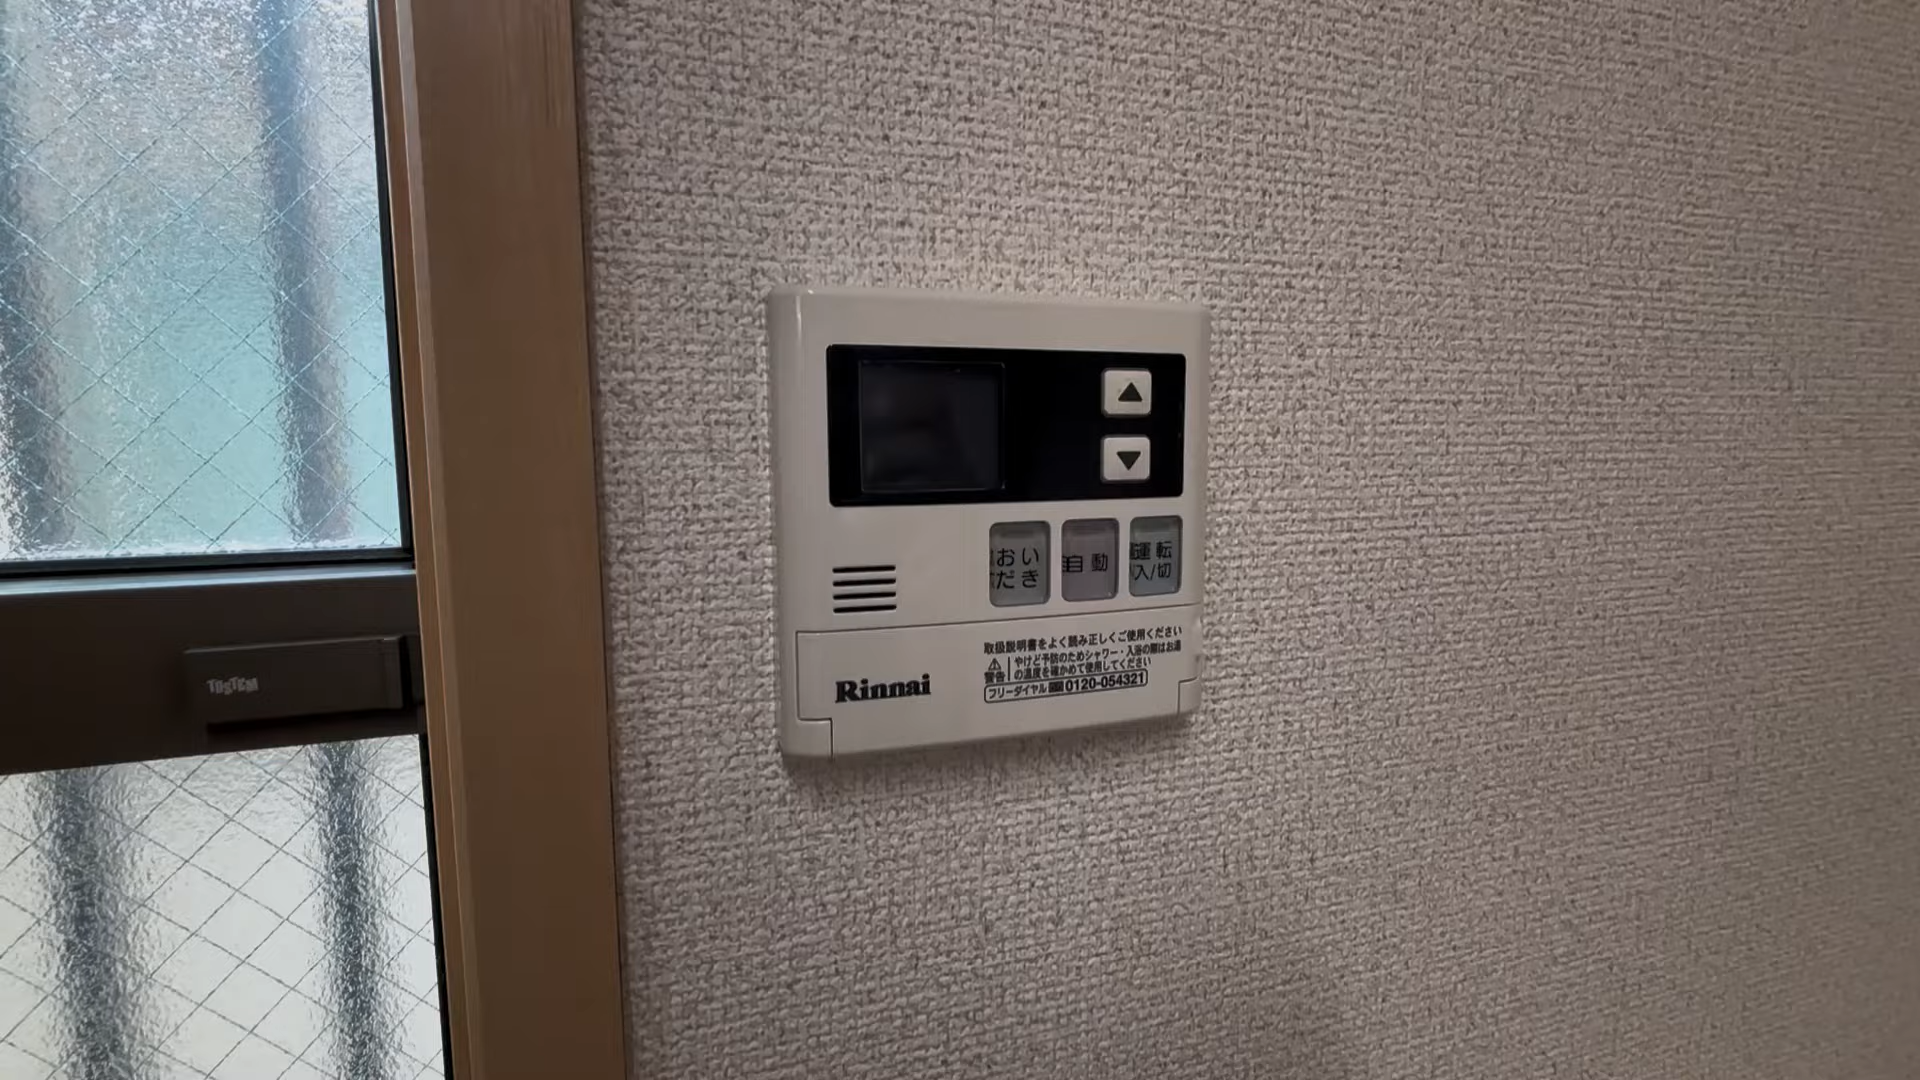 おい
だき
自動
運転
入/切
取扱説明書をよく読み正しくご使用ください
警告
やけど予防のためシャワー・入浴の際はお湯
の温度を確かめて使用してください
フリーダイヤル 0120-054321
Rinnai
TOSTEM